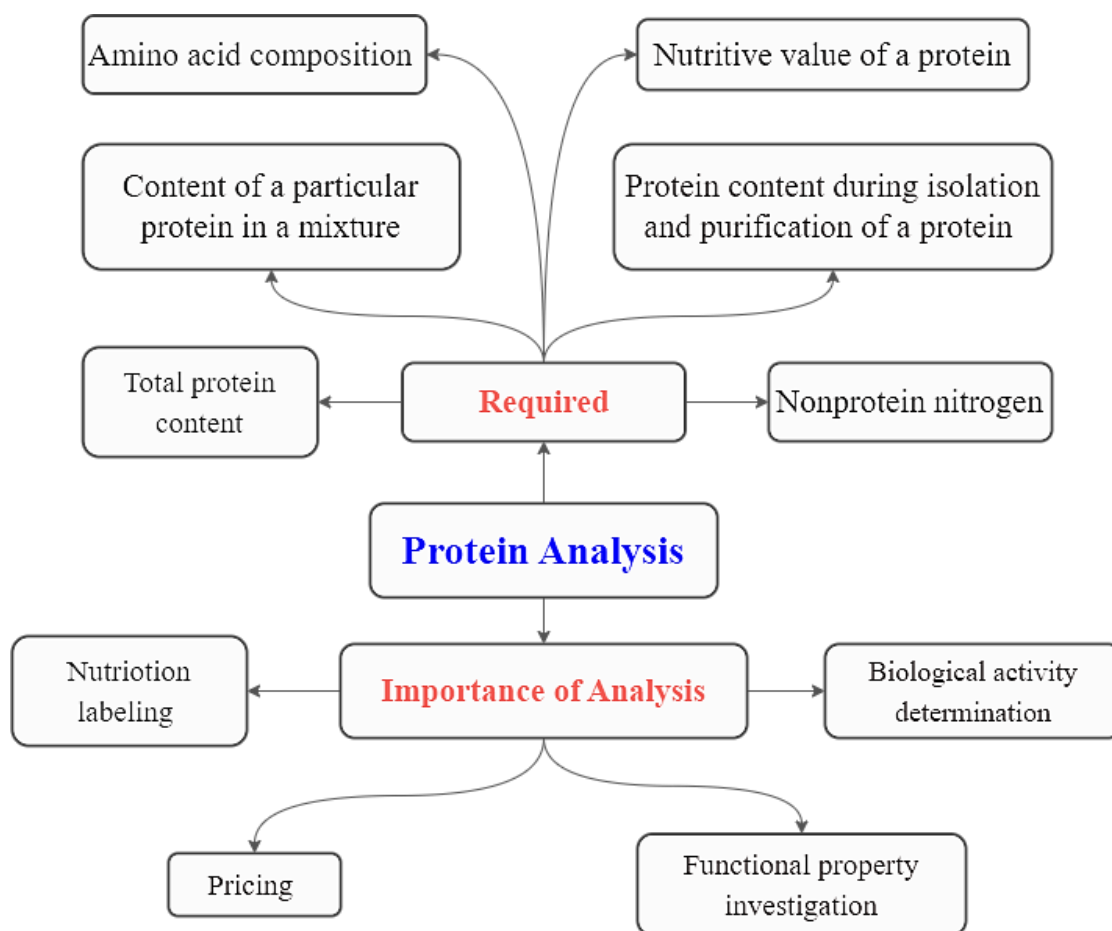 Amino acid composition
Nutritive value of a protein
Content of a particular
protein in a mixture
Protein content during isolation
and purification of a protein
Total protein
content
Required
Nonprotein nitrogen
Protein Analysis
Nutriotion
labeling
Importance of Analysis
Biological activity
determination
Pricing
Functional property
investigation